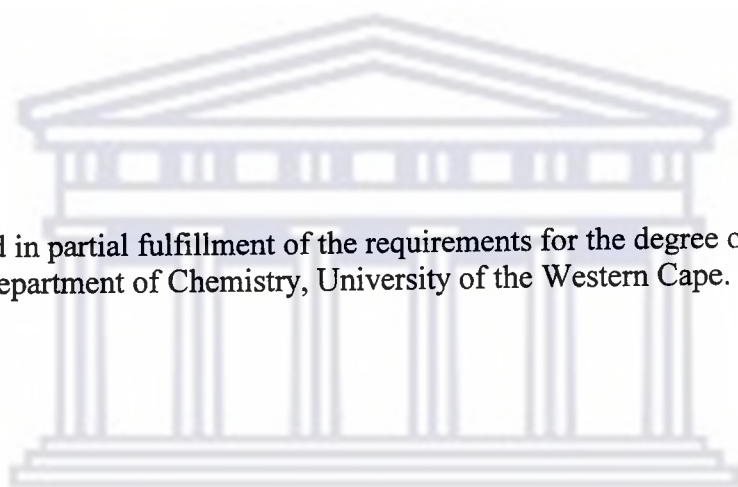 in partial fulfillment of the requirements for the degree
epartment of Chemistry, University of the Western Cape.